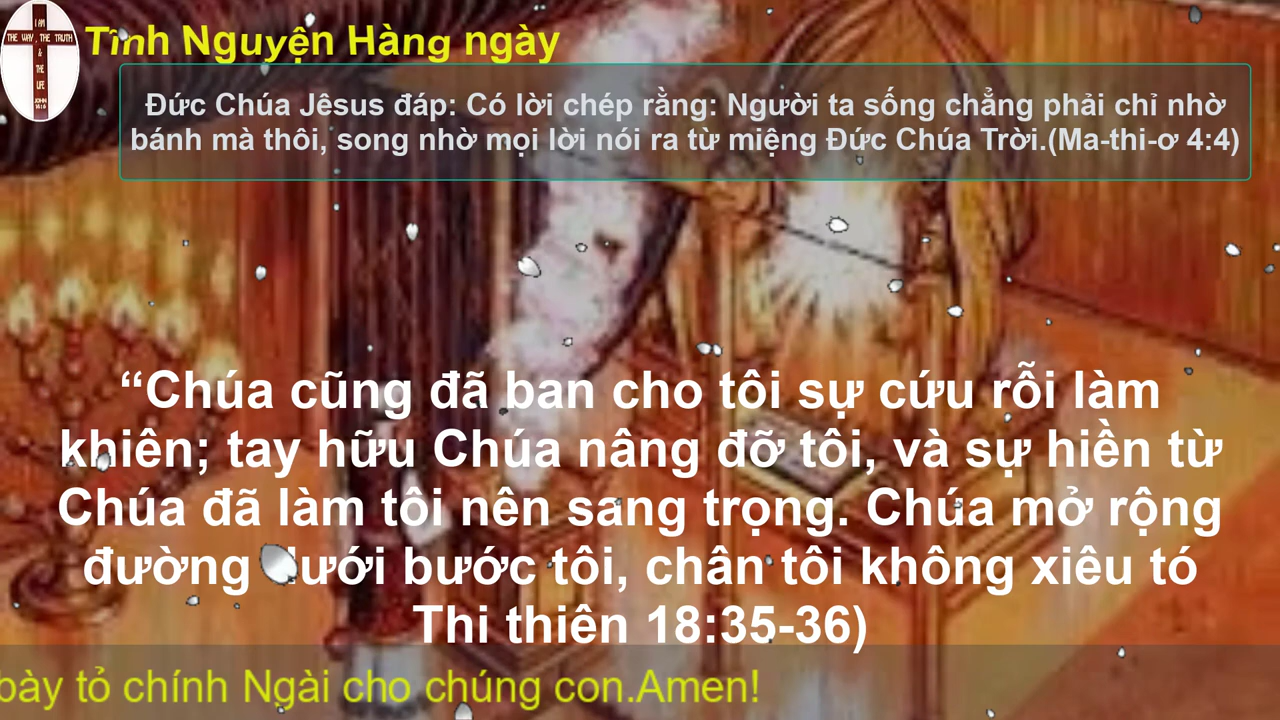 I AM
THE WAY, THE TRUTH
&
THE
LIFE
JOHN
14:6
Tĩnh Nguyện Hàng ngày
Đức Chúa Jêsus đáp: Có lời chép rằng: Người ta sống chẳng phải chỉ nhờ
bánh mà thôi, song nhờ mọi lời nói ra từ miệng Đức Chúa Trời.(Ma-thi-ơ 4:4)
“Chúa cũng đã ban cho tôi sự cứu rỗi làm
khiên; tay hữu Chúa nâng đỡ tôi, và sự hiền từ
Chúa đã làm tôi nên sang trọng. Chúa mở rộng
đường dưới bước tôi, chân tôi không xiêu tó
Thi thiên 18:35-36)
bày tỏ chính Ngài cho chúng con.Amen!